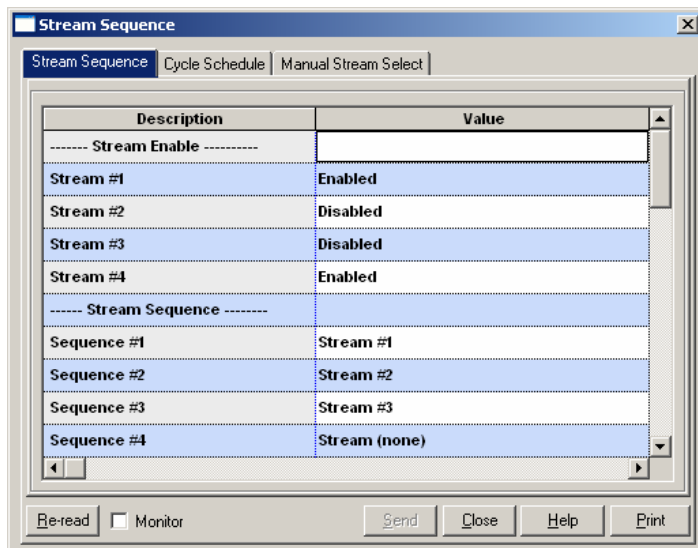 Stream Sequence
Stream Sequence Cycle Schedule Manual Stream Select
Description Value
------- Stream Enable ----------
Stream #1 Enabled
Stream #2 Disabled
Stream #3 Disabled
Stream #4 Enabled
------ Stream Sequence --------
Sequence #1 Stream #1
Sequence #2 Stream #2
Sequence #3 Stream #3
Sequence #4 Stream (none)
Re-read Monitor Send Close Help Print